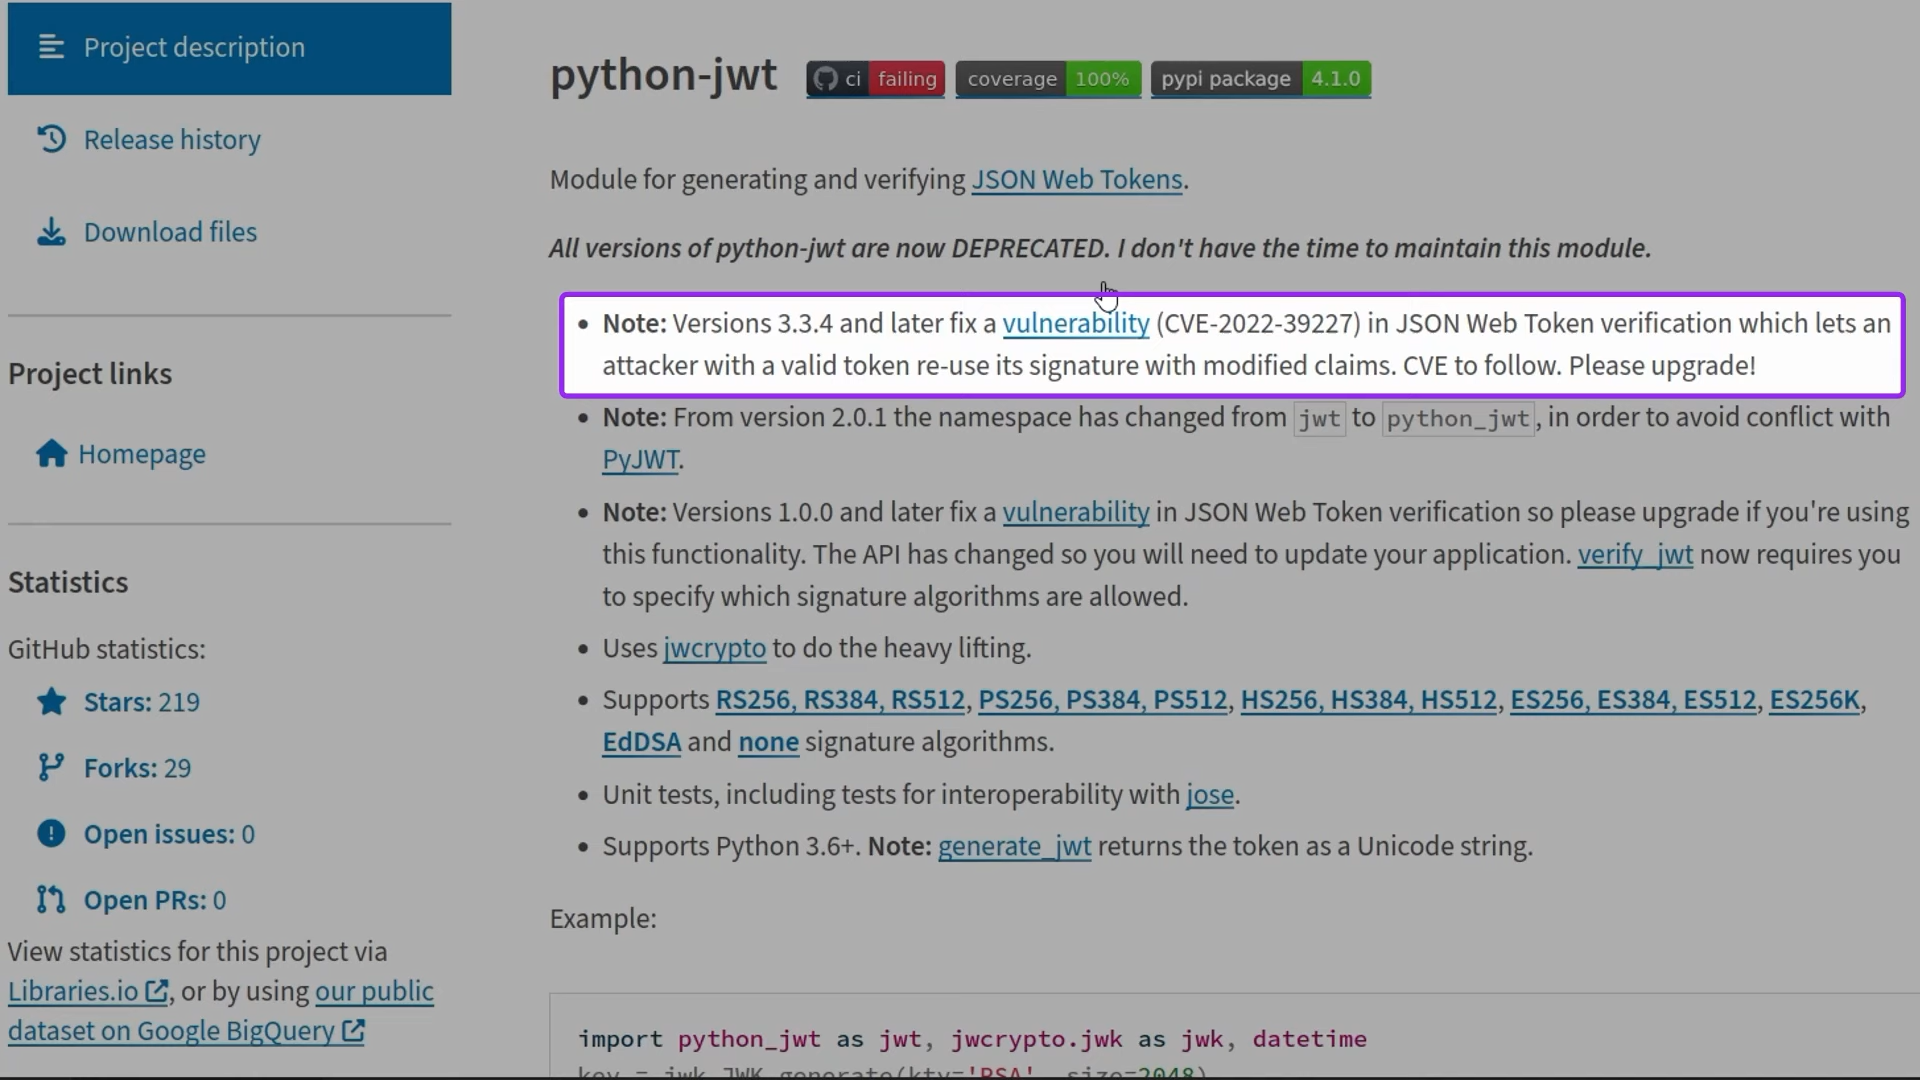 Project description
Release history
Download files
Project links
Homepage
Statistics
GitHub statistics:
Stars: 219
Forks: 29
Open issues: 0
Open PRs: 0
View statistics for this project via
Libraries.io, or by using our public
dataset on Google BigQuery
python-jwt ci failing coverage 100% pypi package 4.1.0
Module for generating and verifying JSON Web Tokens.
All versions of python-jwt are now DEPRECATED. I don't have the time to maintain this module.
• Note: Versions 3.3.4 and later fix a vulnerability (CVE-2022-39227) in JSON Web Token verification which lets an
attacker with a valid token re-use its signature with modified claims. CVE to follow. Please upgrade!
• Note: From version 2.0.1 the namespace has changed from jwt to python_jwt, in order to avoid conflict with
PyJWT.
• Note: Versions 1.0.0 and later fix a vulnerability in JSON Web Token verification so please upgrade if you're using
this functionality. The API has changed so you will need to update your application. verify_jwt now requires you
to specify which signature algorithms are allowed.
• Uses jwcrypto to do the heavy lifting.
• Supports RS256, RS384, RS512, PS256, PS384, PS512, HS256, HS384, HS512, ES256, ES384, ES512, ES256K,
EdDSA and none signature algorithms.
• Unit tests, including tests for interoperability with jose.
• Supports Python 3.6+. Note: generate_jwt returns the token as a Unicode string.
Example:
import python_jwt as jwt, jwcrypto.jwk as jwk, datetime
key = jwk.JWK.generate(kty='RSA', size=2048)